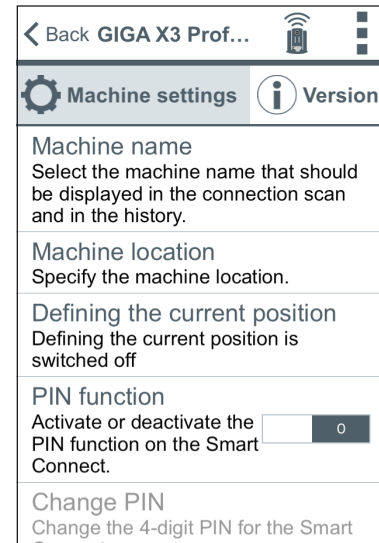 Back GIGA X3 Prof...
Machine settings
Version
Machine name
Select the machine name that should
be displayed in the connection scan
and in the history.
Machine location
Specify the machine location.
Defining the current position
Defining the current position is
switched off
PIN function
Activate or deactivate the
PIN function on the Smart
Connect.
0
Change PIN
Change the 4-digit PIN for the Smart